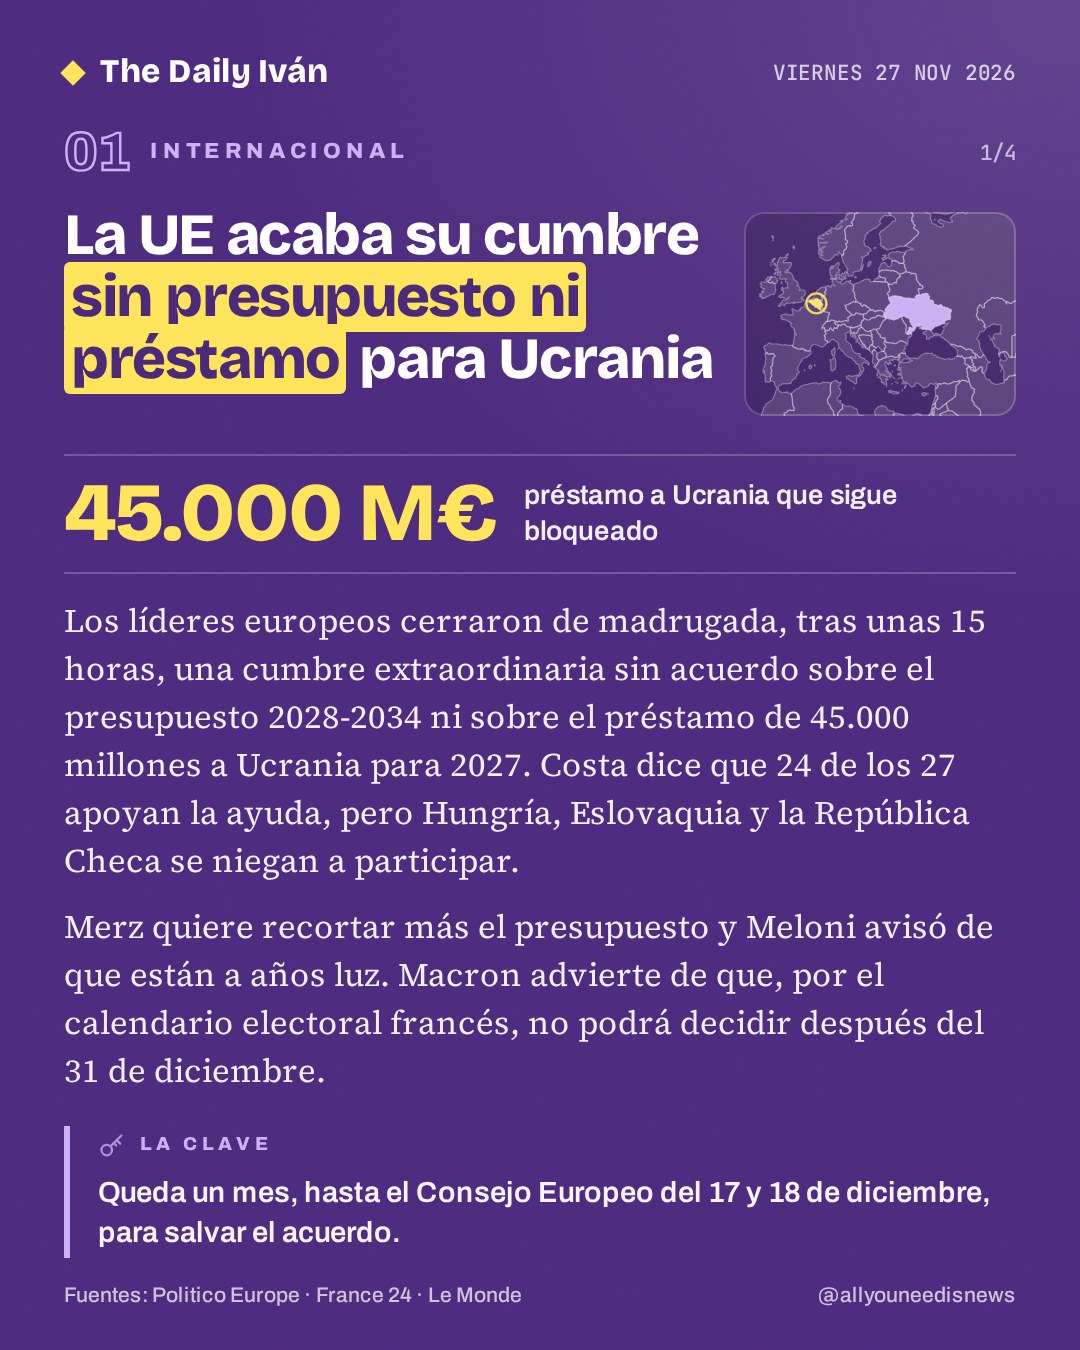 The Daily Iván
VIERNES 27 NOV 2026
01 INTERNACIONAL
1/4
La UE acaba su cumbre
sin presupuesto ni
préstamo para Ucrania
45.000 M€
préstamo a Ucrania que sigue
bloqueado
Los líderes europeos cerraron de madrugada, tras unas 15
horas, una cumbre extraordinaria sin acuerdo sobre el
presupuesto 2028-2034 ni sobre el préstamo de 45.000
millones a Ucrania para 2027. Costa dice que 24 de los 27
apoyan la ayuda, pero Hungría, Eslovaquia y la República
Checa se niegan a participar.
Merz quiere recortar más el presupuesto y Meloni avisó de
que están a años luz. Macron advierte de que, por el
calendario electoral francés, no podrá decidir después del
31 de diciembre.
LA CLAVE
Queda un mes, hasta el Consejo Europeo del 17 y 18 de diciembre,
para salvar el acuerdo.
Fuentes: Politico Europe · France 24 · Le Monde
@allyouneedisnews